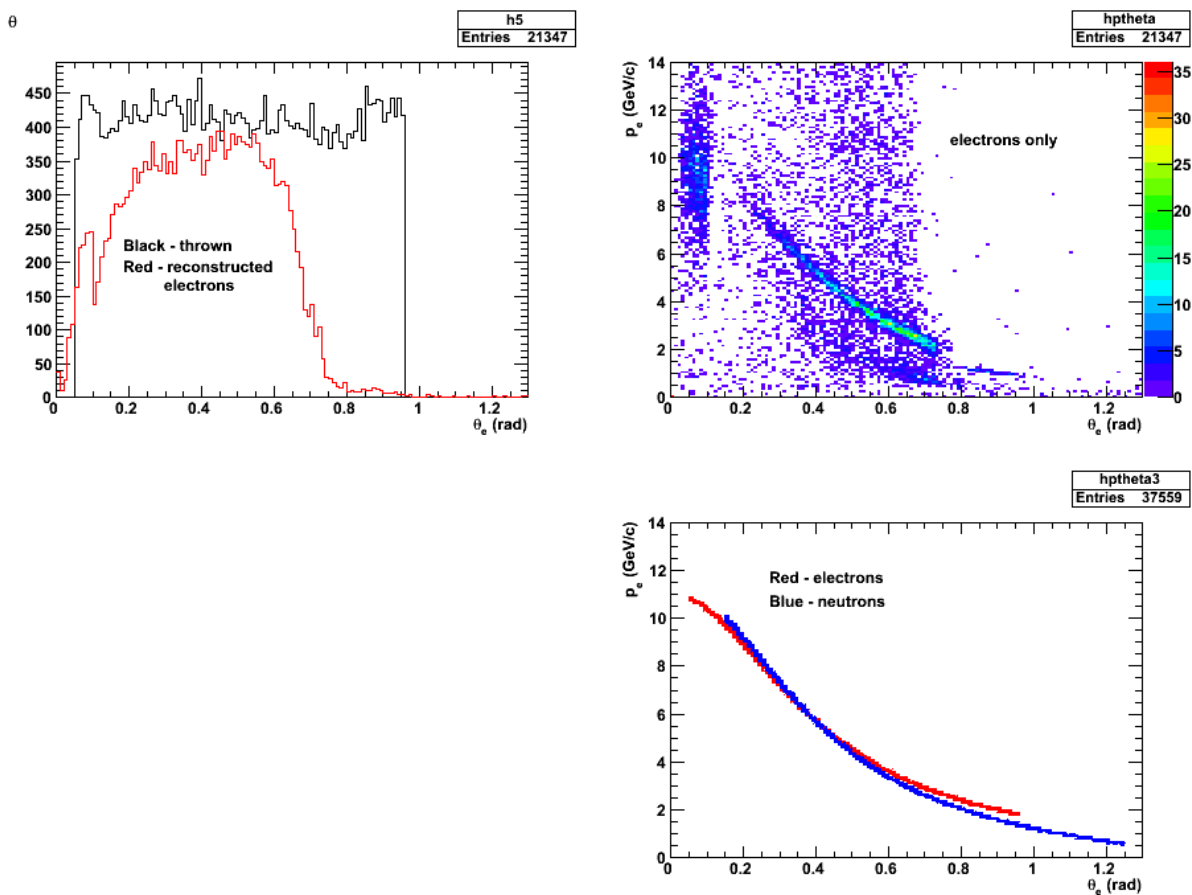 θ
h5
Entries 21347
450
400
350
300
250
200
150
100
50
0
0 0.2 0.4 0.6 0.8 1 1.2
θe (rad)
Black - thrown
Red - reconstructed
electrons
hptheta
Entries 21347
pe (GeV/c)
14
12
10
8
6
4
2
0
0 0.2 0.4 0.6 0.8 1 1.2
θe (rad)
electrons only
35
30
25
20
15
10
5
0
hptheta3
Entries 37559
pe (GeV/c)
14
12
10
8
6
4
2
0
0 0.2 0.4 0.6 0.8 1 1.2
θe (rad)
Red - electrons
Blue - neutrons